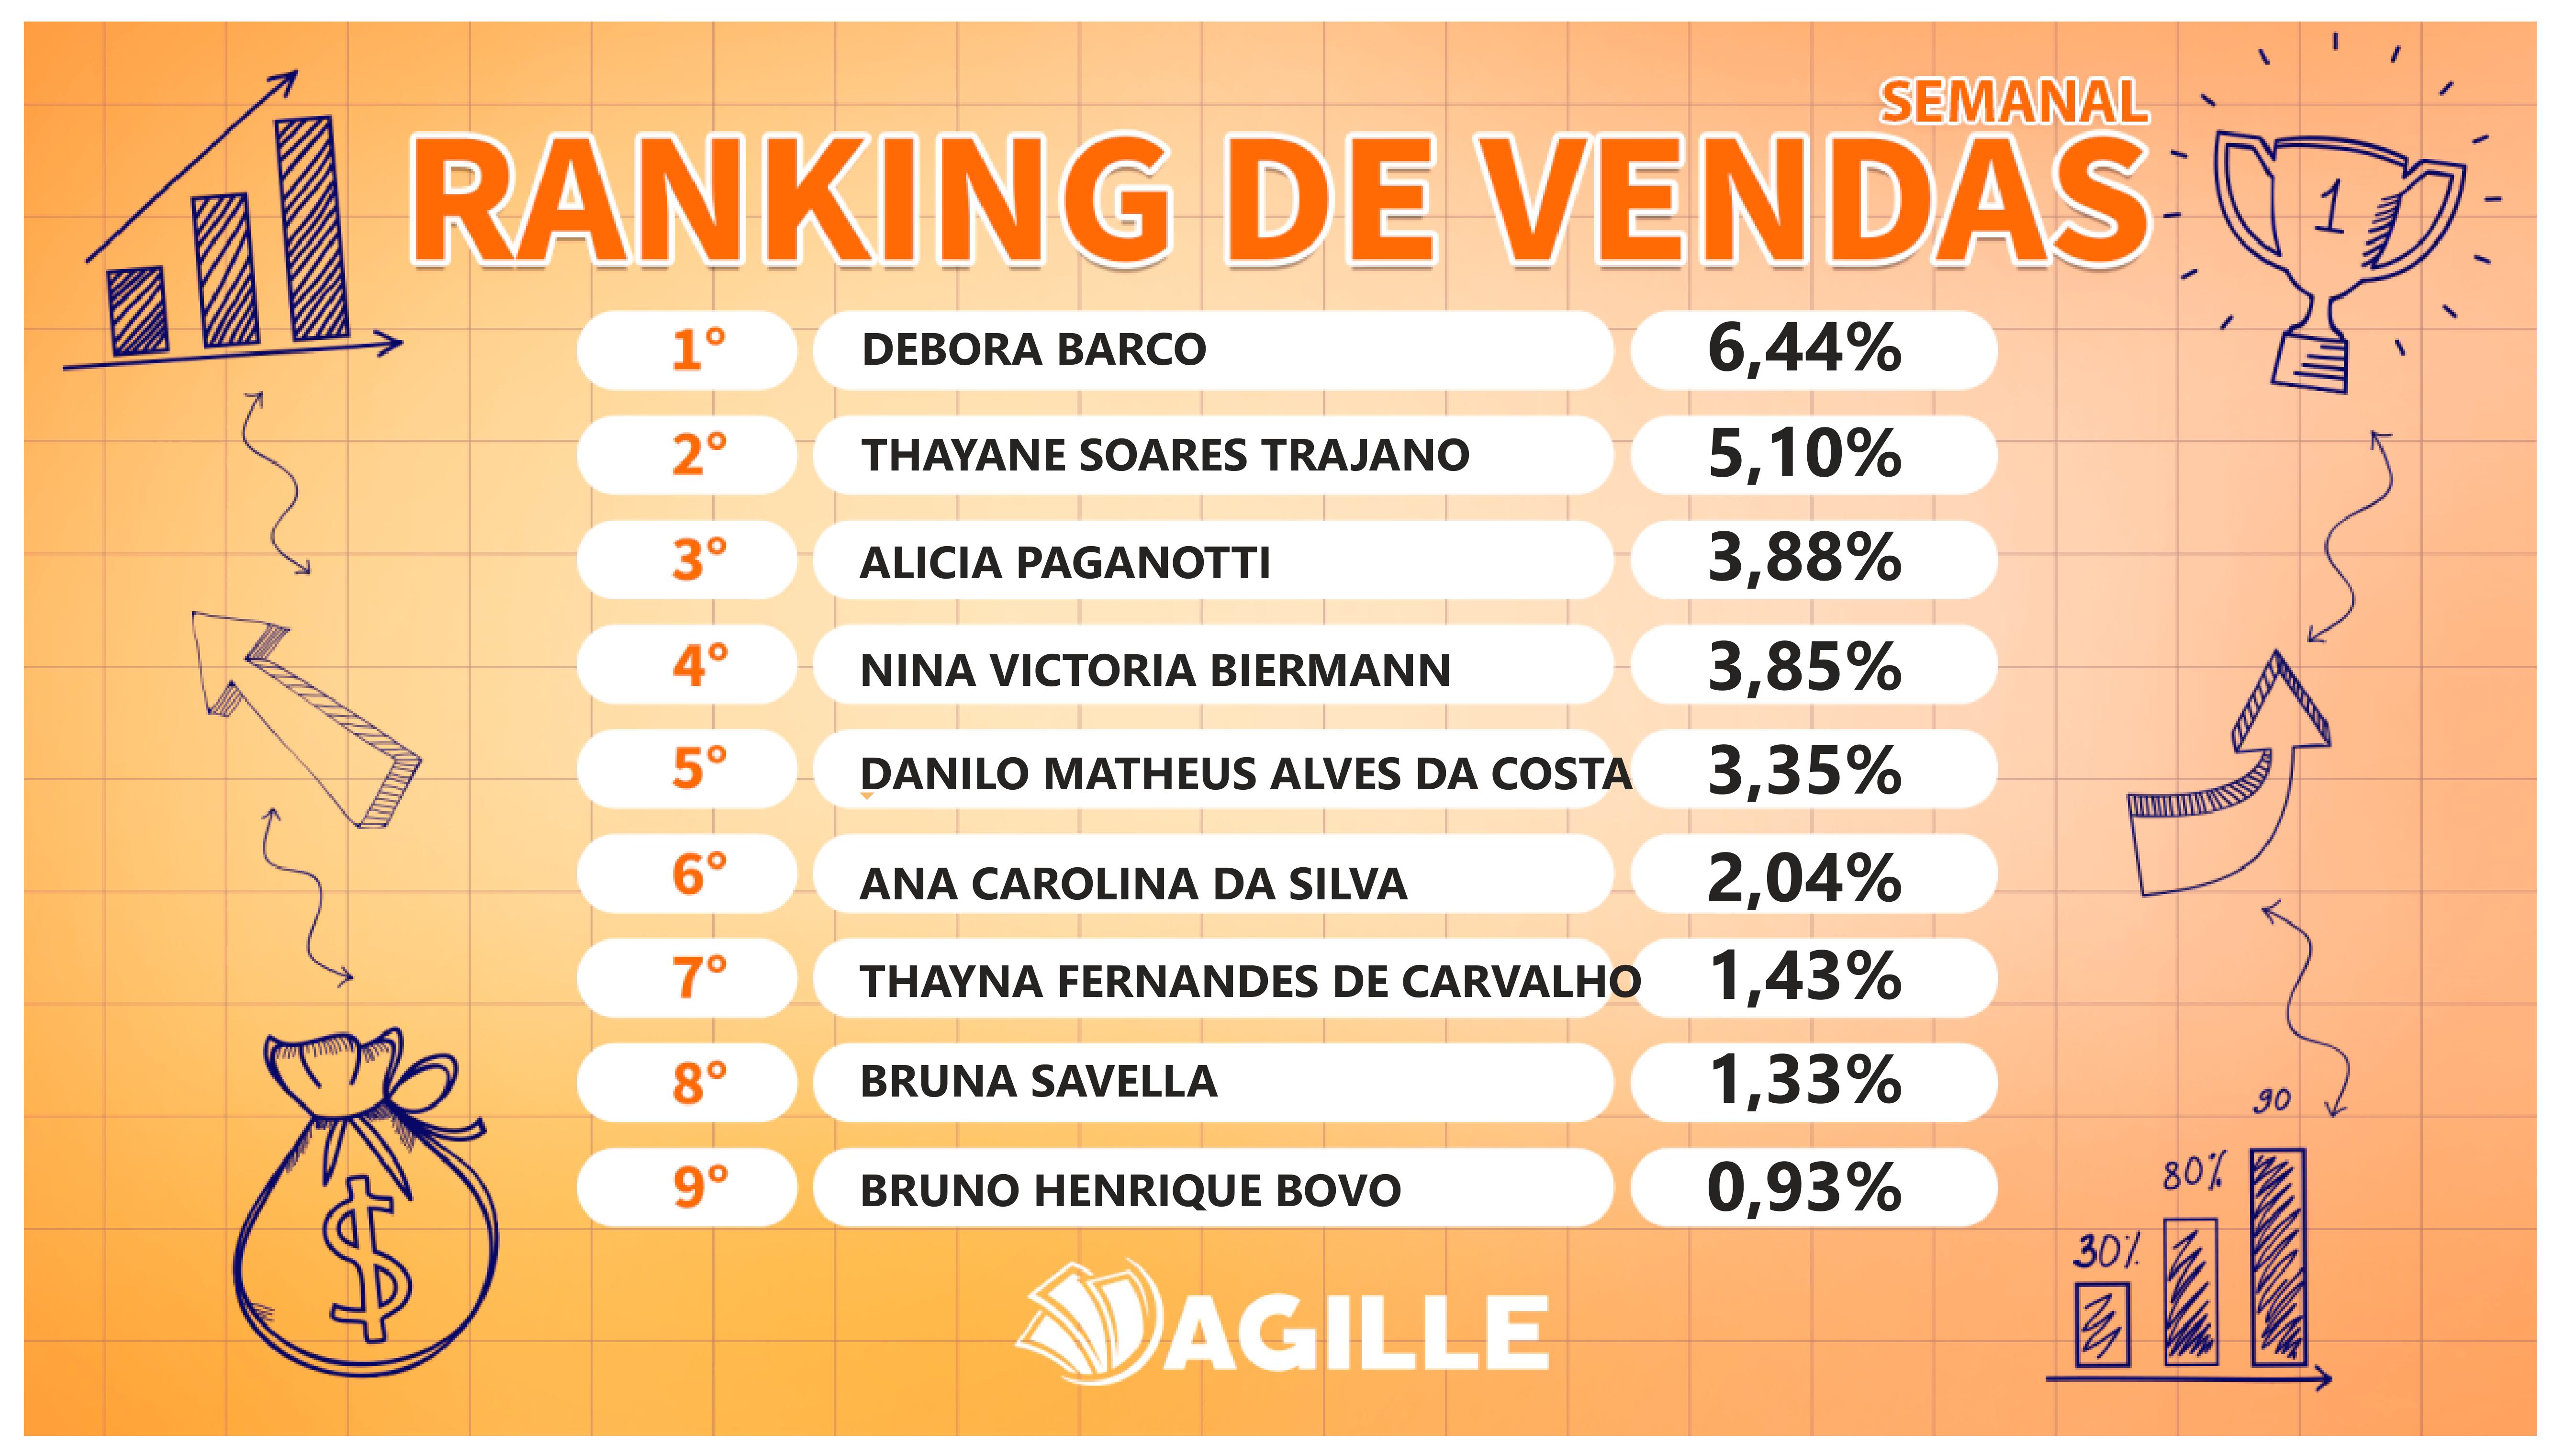 SEMANAL
RANKING DE VENDAS
1
1° DEBORA BARCO 6,44%
2° THAYANE SOARES TRAJANO 5,10%
3° ALICIA PAGANOTTI 3,88%
4° NINA VICTORIA BIERMANN 3,85%
5° DANILO MATHEUS ALVES DA COSTA 3,35%
6° ANA CAROLINA DA SILVA 2,04%
7° THAYNA FERNANDES DE CARVALHO 1,43%
8° BRUNA SAVELLA 1,33%
9° BRUNO HENRIQUE BOVO 0,93%
90
80%
30%
$
AGILLE